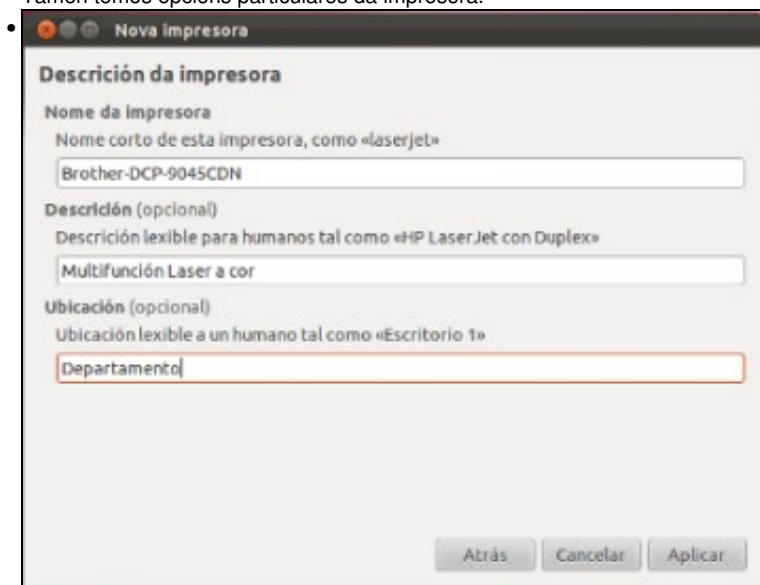 Tamén temos opcións particulares da impresora.
Nova impresora
Descrición da impresora
Nome da impresora
Nome corto de esta impresora, como «laserjet»
Brother-DCP-9045CDN
Descrición (opcional)
Descrición lexible para humanos tal como «HP LaserJet con Duplex»
Multifunción Laser a cor
Ubicación (opcional)
Ubicación lexible a un humano tal como «Escritorio 1»
Departamento
Atrás Cancelar Aplicar